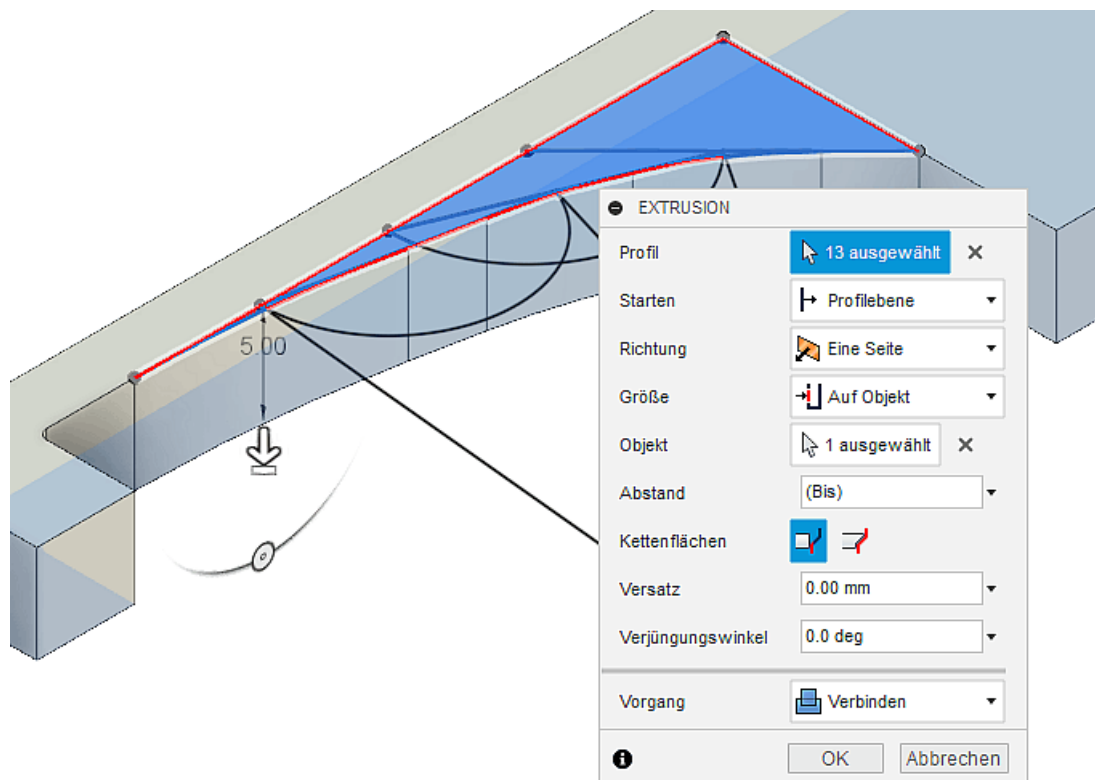 5.00
EXTRUSION
Profil 13 ausgewählt
Starten Profilebene
Richtung Eine Seite
Größe Auf Objekt
Objekt 1 ausgewählt
Abstand (Bis)
Kettenflächen
Versatz 0.00 mm
Verjüngungswinkel 0.0 deg
Vorgang Verbinden
OK Abbrechen